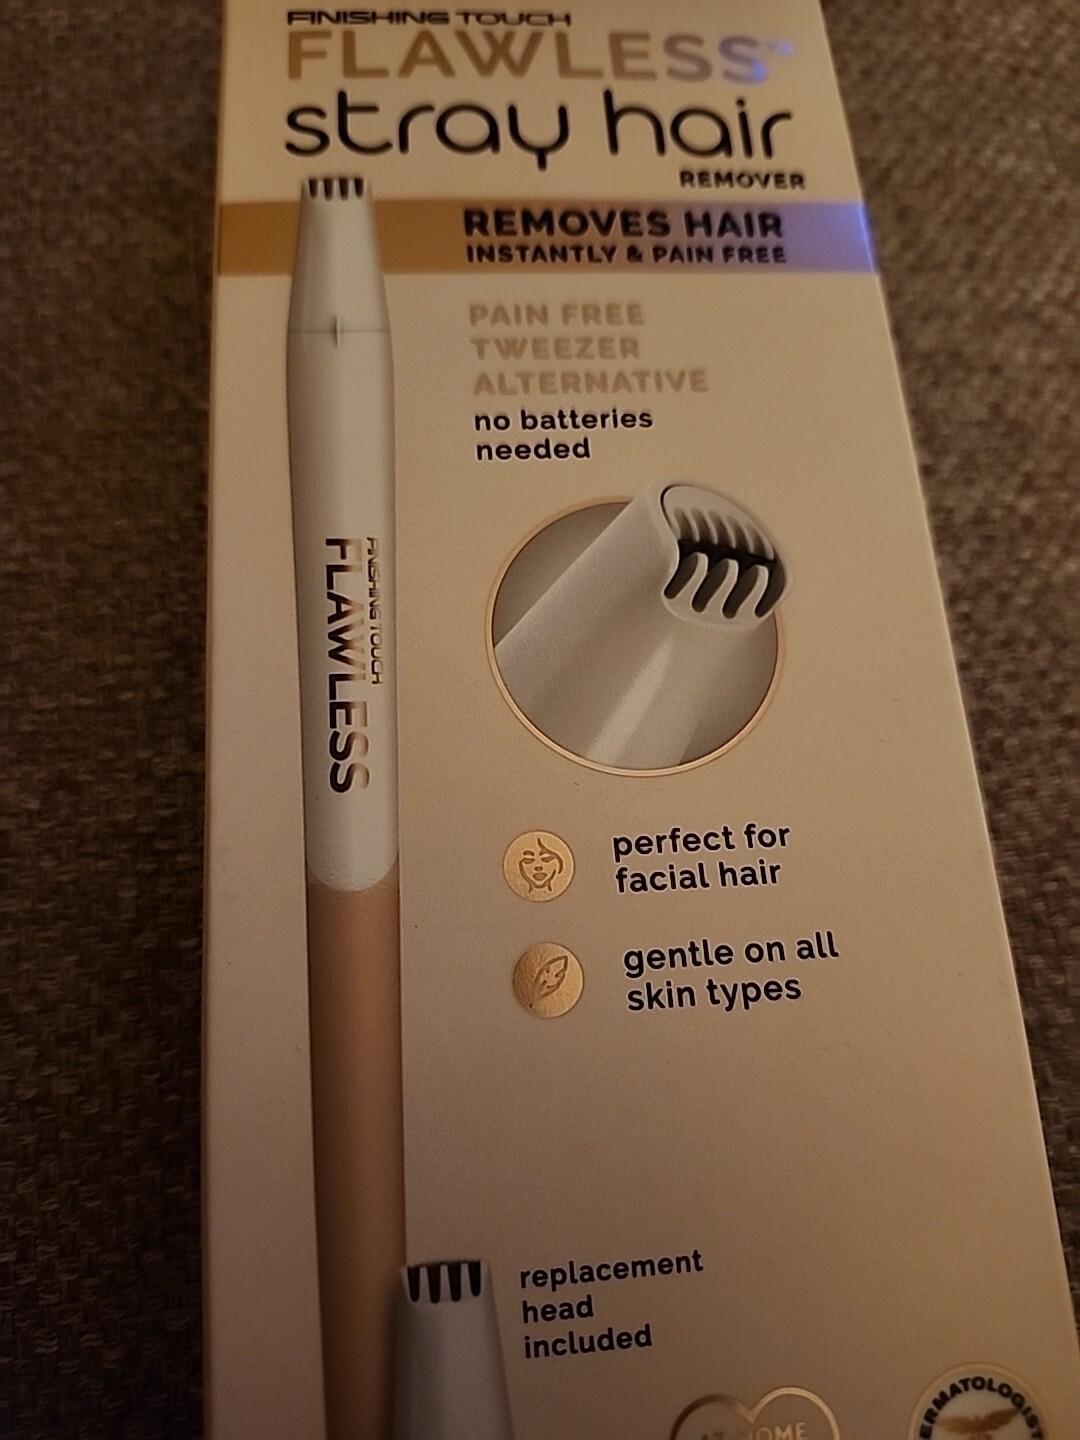 FINISHING TOUCH
FLAWLESS
stray hair
REMOVER
REMOVES HAIR
INSTANTLY & PAIN FREE
PAIN FREE
TWEEZER
ALTERNATIVE
no batteries
needed
FINISHING TOUCH
FLAWLESS
perfect for
facial hair
gentle on all
skin types
replacement
head
included
HOME